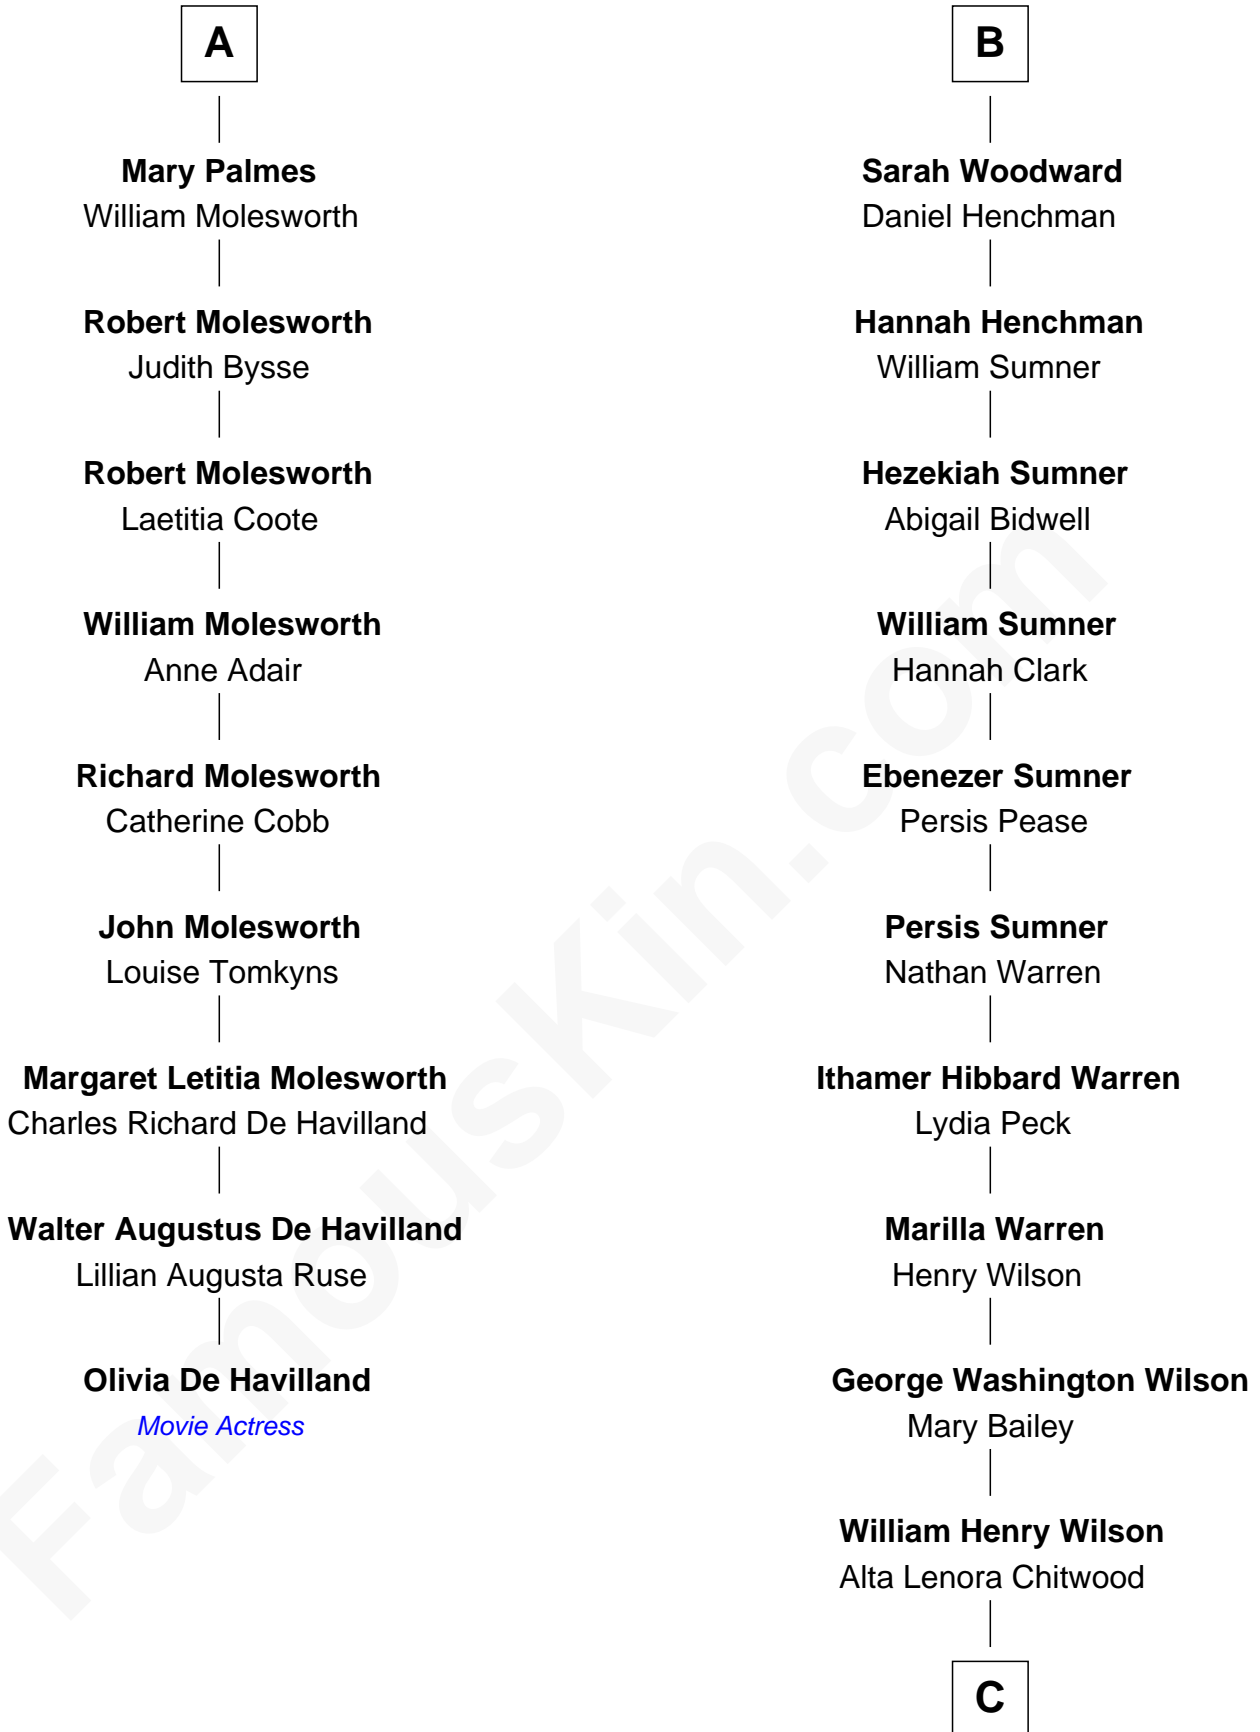 A
Mary Palmes
William Molesworth
Robert Molesworth
Judith Bysse
Robert Molesworth
Laetitia Coote
William Molesworth
Anne Adair
Richard Molesworth
Catherine Cobb
John Molesworth
Louise Tomkyns
Margaret Letitia Molesworth
Charles Richard De Havilland
Walter Augustus De Havilland
Lillian Augusta Ruse
Olivia De Havilland
Movie Actress
B
Sarah Woodward
Daniel Henchman
Hannah Henchman
William Sumner
Hezekiah Sumner
Abigail Bidwell
William Sumner
Hannah Clark
Ebenezer Sumner
Persis Pease
Persis Sumner
Nathan Warren
Ithamer Hibbard Warren
Lydia Peck
Marilla Warren
Henry Wilson
George Washington Wilson
Mary Bailey
William Henry Wilson
Alta Lenora Chitwood
C
FamousKin.com